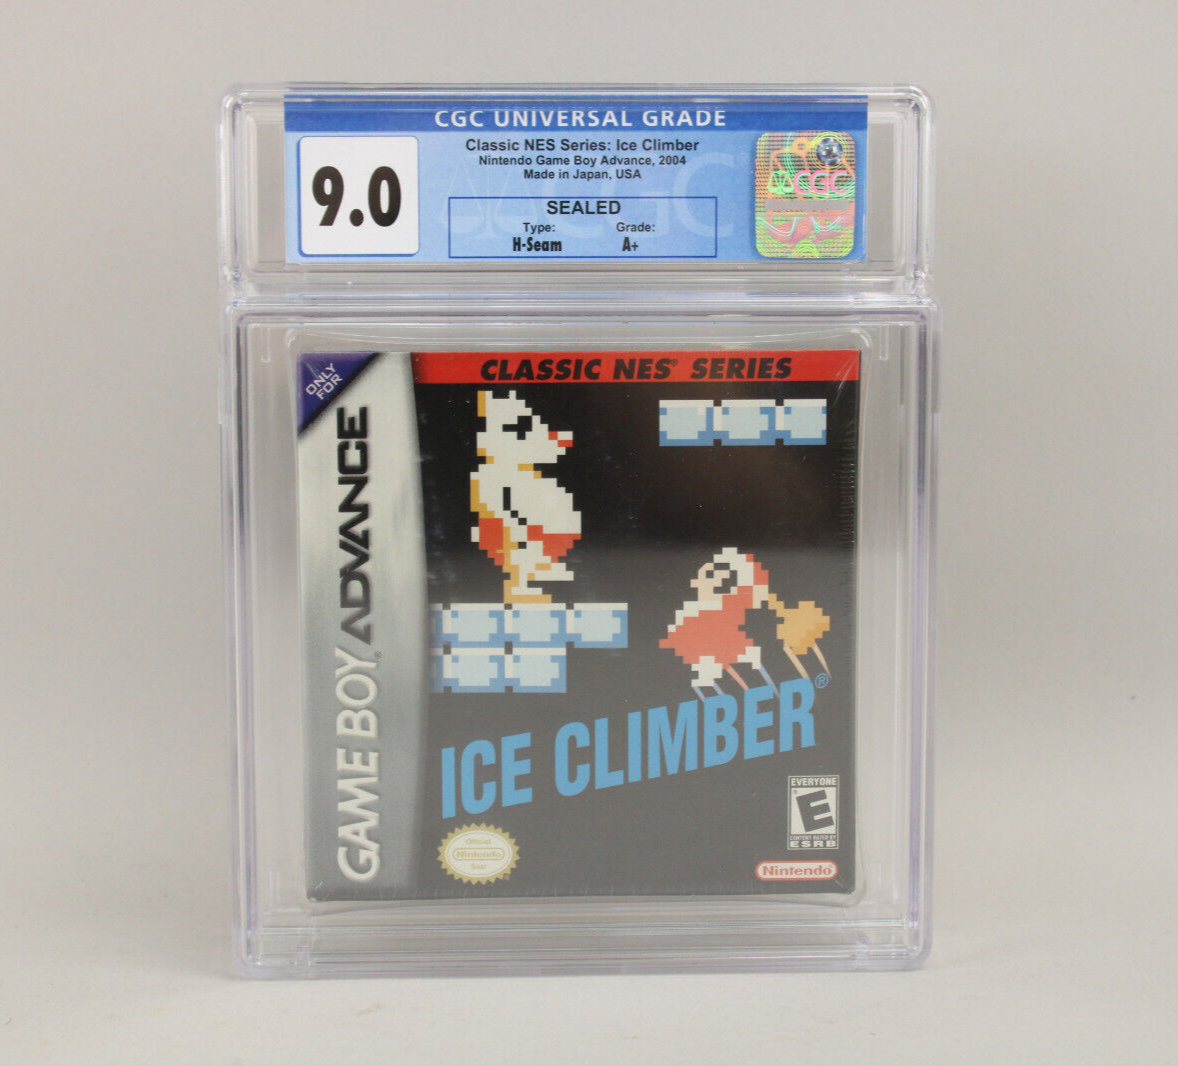 CGC UNIVERSAL GRADE
9.0
Classic NES Series: Ice Climber
Nintendo Game Boy Advance, 2004
Made in Japan, USA
SEALED
Type: Grade:
H-Seam A+
CGC
CGC
ONLY
FOR
GAME BOY ADVANCE
CLASSIC NES® SERIES
ICE CLIMBER®
Official
Nintendo
Seal
EVERYONE
E
CONTENT RATED BY
ESRB
Nintendo®